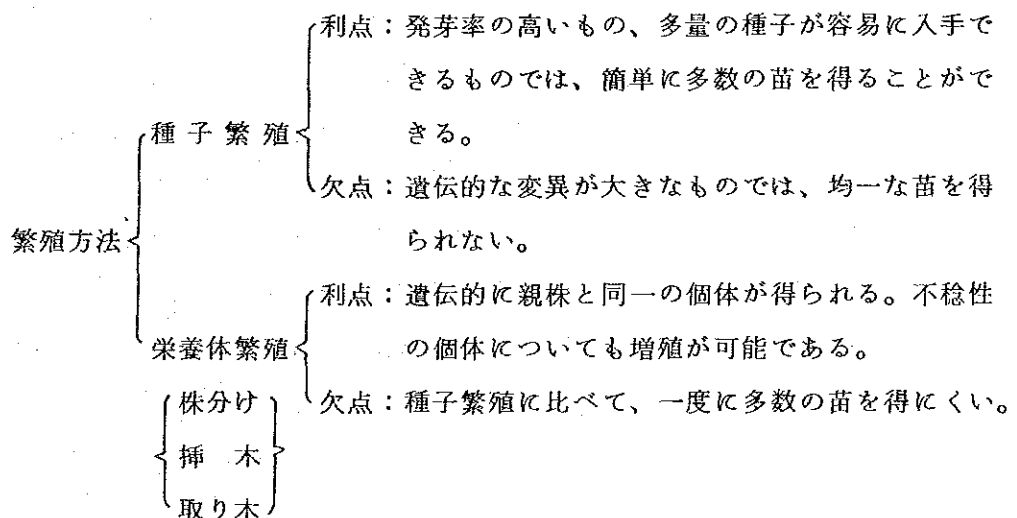 利点：発芽率の高いもの、多量の種子が容易に入手で
きるものでは、簡単に多数の苗を得ることがで
きる。
種子繁殖
欠点：遺伝的な変異が大きなものでは、均一な苗を得
られない。
繁殖方法
利点：遺伝的に親株と同一の個体が得られる。不稔性
の個体についても増殖が可能である。
栄養体繁殖
欠点：種子繁殖に比べて、一度に多数の苗を得にくい。
株分け
挿木
取り木